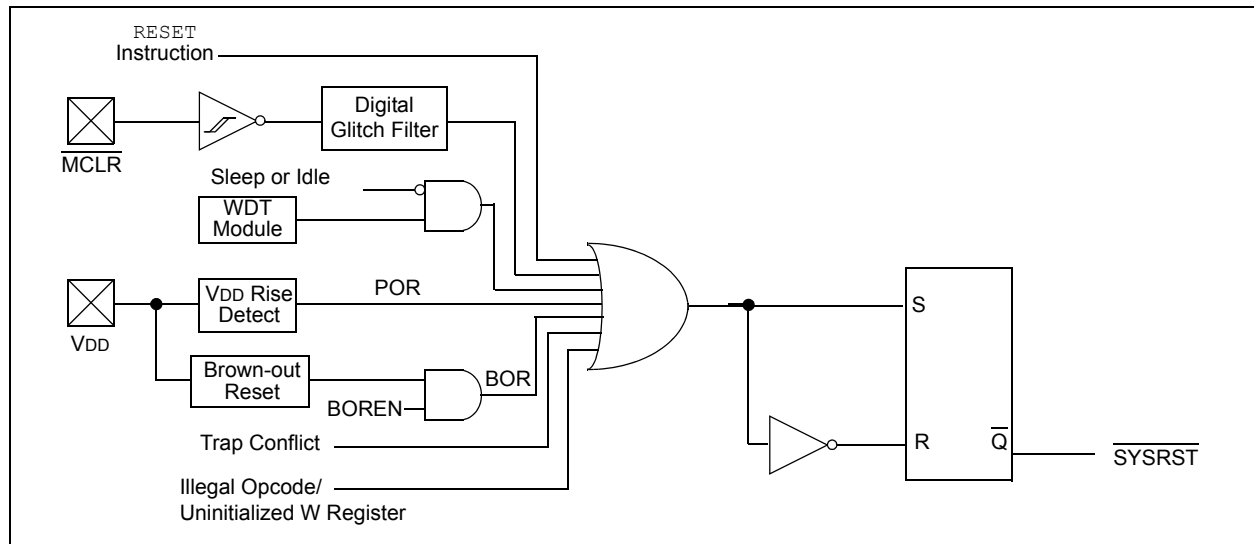 RESET
Instruction
Digital
Glitch Filter
MCLR
Sleep or Idle
WDT
Module
VDD Rise
Detect
POR
VDD
Brown-out
Reset
BOR
BOREN
Trap Conflict
Illegal Opcode/
Uninitialized W Register
S
R
Q
SYSRST